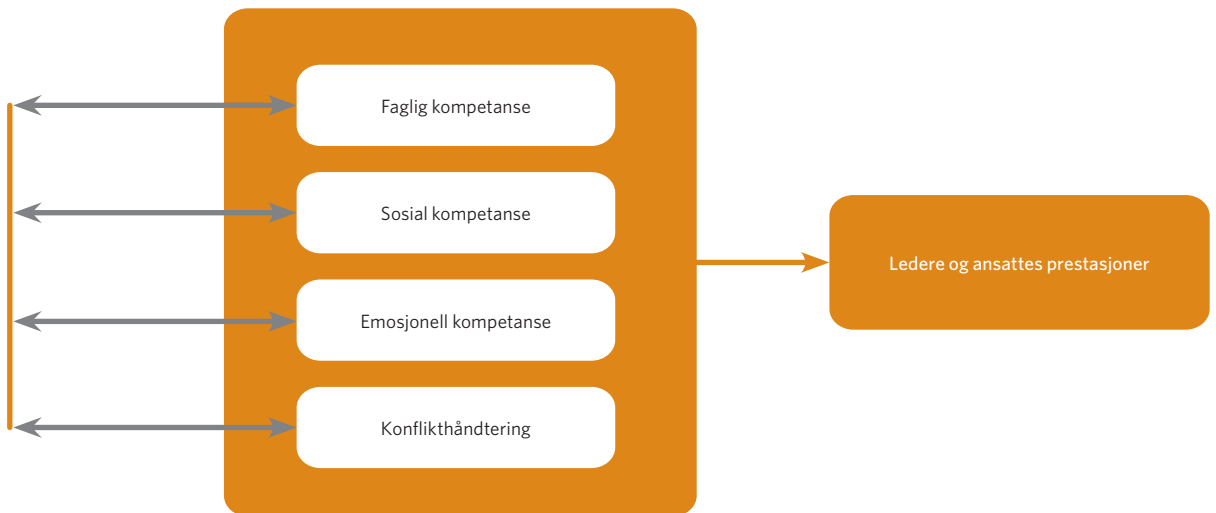 Faglig kompetanse
Sosial kompetanse
Emosjonell kompetanse
Konflikthåndtering
Ledere og ansattes prestasjoner